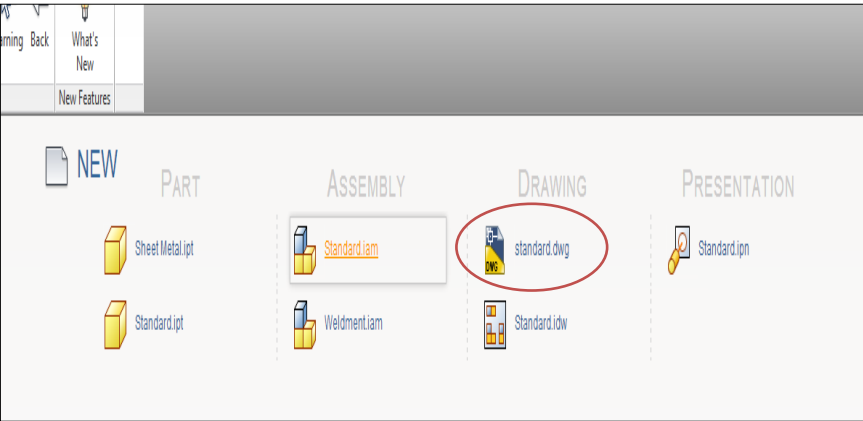 Back
What's
New
New Features
NEW
PART
ASSEMBLY
DRAWING
PRESENTATION
Sheet Metal.ipt
Standard.iam
DWG
standard.dwg
Standard.ipn
Standard.ipt
Weldment.iam
Standard.idw